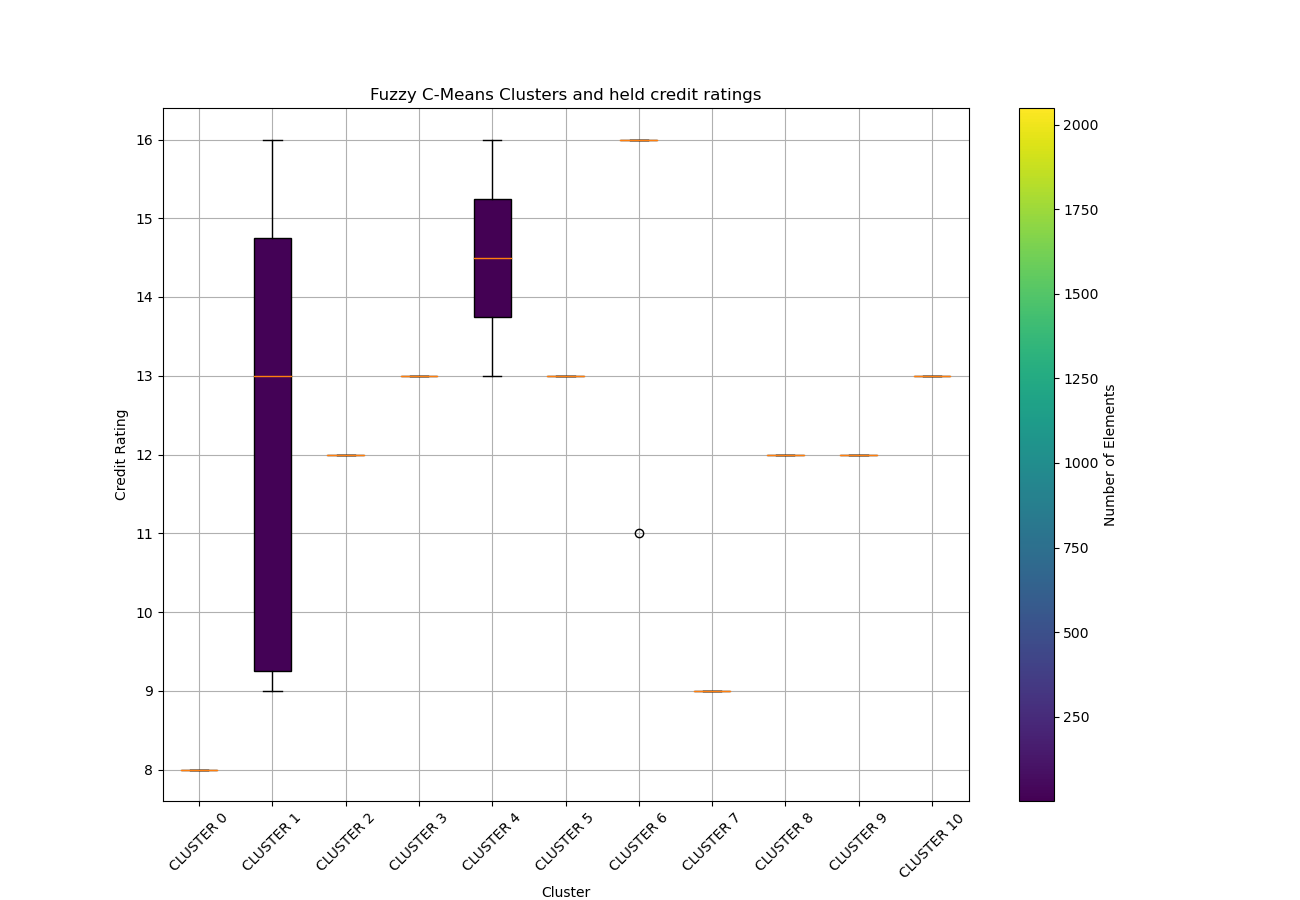 Fuzzy C-Means Clusters and held credit ratings
16
15
14
13
12
11
10
9
8
Credit Rating
CLUSTER 0
CLUSTER 1
CLUSTER 2
CLUSTER 3
CLUSTER 4
CLUSTER 5
CLUSTER 6
CLUSTER 7
CLUSTER 8
CLUSTER 9
CLUSTER 10
Cluster
2000
1750
1500
1250
1000
750
500
250
Number of Elements